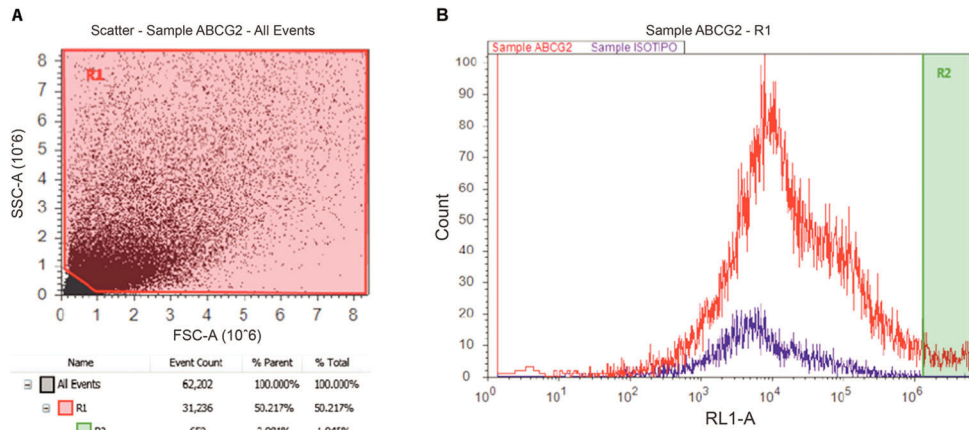 A
Scatter - Sample ABCG2 - All Events
R1
SSC-A (10^6)
8
7
6
5
4
3
2
1
0
0 1 2 3 4 5 6 7 8
FSC-A (10^6)
Name Event Count % Parent % Total
All Events 62,202 100.000% 100.000%
R1 31,236 50.217% 50.217%
B
Sample ABCG2 - R1
Sample ABCG2 Sample ISOTIPO
R2
Count
100
90
80
70
60
50
40
30
20
10
0
10^0 10^1 10^2 10^3 10^4 10^5 10^6
RL1-A